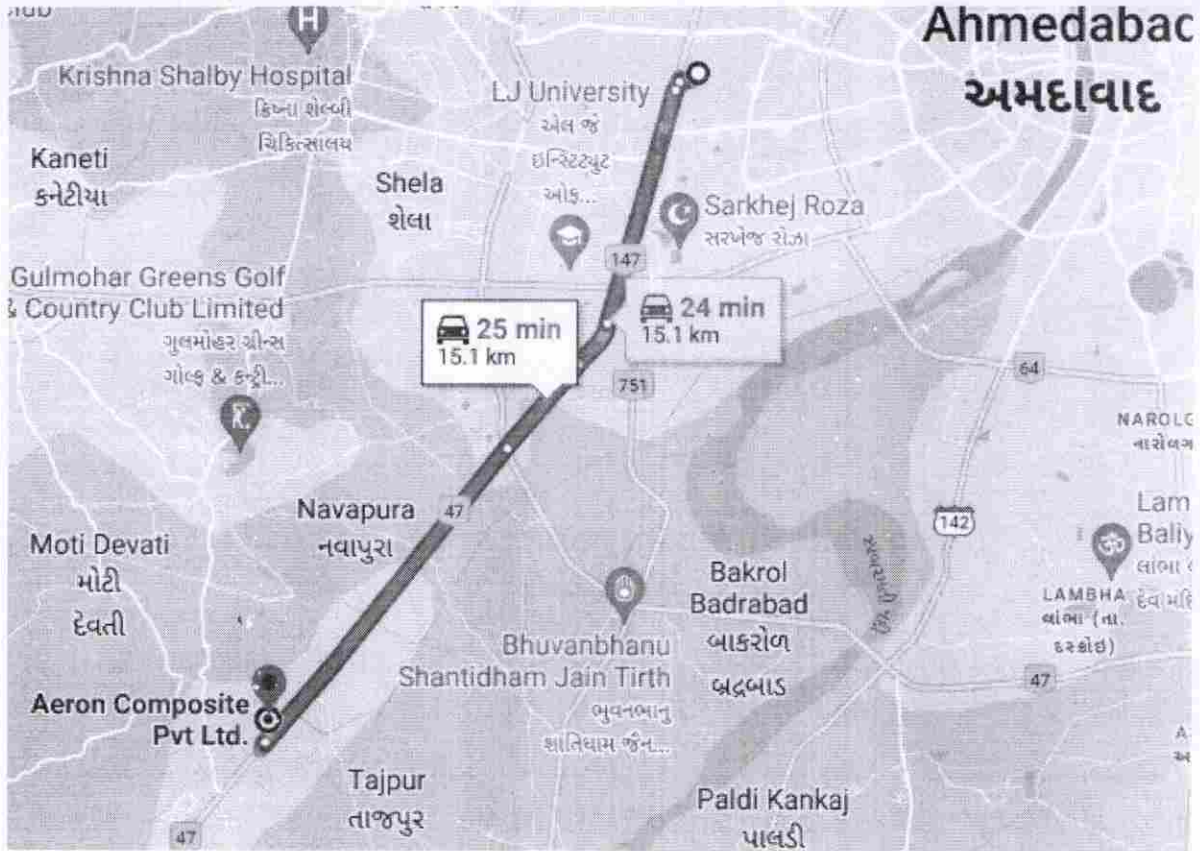 Ahmedabad
અમદાવાદ
Krishna Shalby Hospital
ક્રિષ્ના શેલ્બી
ચિકિત્સાલય
LJ University
એલ જે
ઇન્સ્ટિટ્યુટ
ઓફ...
Kaneti
કનેટીયા
Shela
શેલા
Sarkhej Roza
સરખેજ રોઝા
147
Gulmohar Greens Golf
& Country Club Limited
ગુલમોહર ગ્રીન્સ
ગોલ્ફ & કન્ટ્રી...
25 min
15.1 km
24 min
15.1 km
751
64
Navapura
નવાપુરા
47
142
Moti Devati
મોટી
દેવતી
Bakrol
Badrabad
બાકરોળ
બદ્રબાડ
LAMBHA
લાંભા (તા.
દસ્ક્રોઇ)
Bhuvanbhanu
Shantidham Jain Tirth
ભુવનભાનુ
શાંતિધામ જૈન...
47
Aeron Composite
Pvt Ltd.
Tajpur
તાજપુર
Paldi Kankaj
પાલડી
47